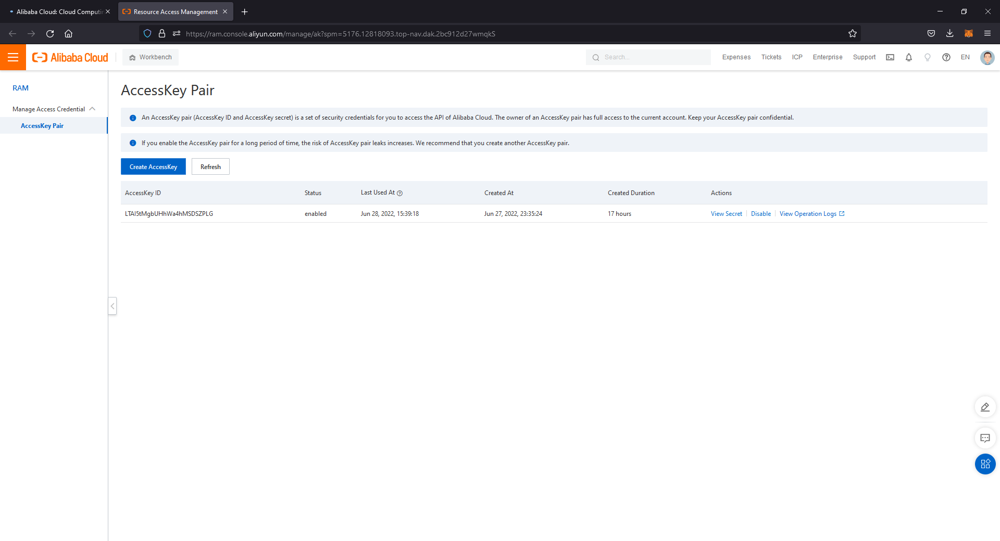 Alibaba Cloud: Cloud Computin
Resource Access Management
https://ram.console.aliyun.com/manage/ak?spm=5176.12818093.top-nav.dak.2bc912d27wmqkS
Alibaba Cloud
Workbench
Search...
Expenses
Tickets
ICP
Enterprise
Support
EN
RAM
Manage Access Credential
AccessKey Pair
AccessKey Pair
An AccessKey pair (AccessKey ID and AccessKey secret) is a set of security credentials for you to access the API of Alibaba Cloud. The owner of an AccessKey pair has full access to the current account. Keep your AccessKey pair confidential.
If you enable the AccessKey pair for a long period of time, the risk of AccessKey pair leaks increases. We recommend that you create another AccessKey pair.
Create AccessKey
Refresh
AccessKey ID Status Last Used At Created At Created Duration Actions
LTAI5tMgbUHhWa4hMSDSZPLG enabled Jun 28, 2022, 15:39:18 Jun 27, 2022, 23:35:24 17 hours View Secret Disable View Operation Logs